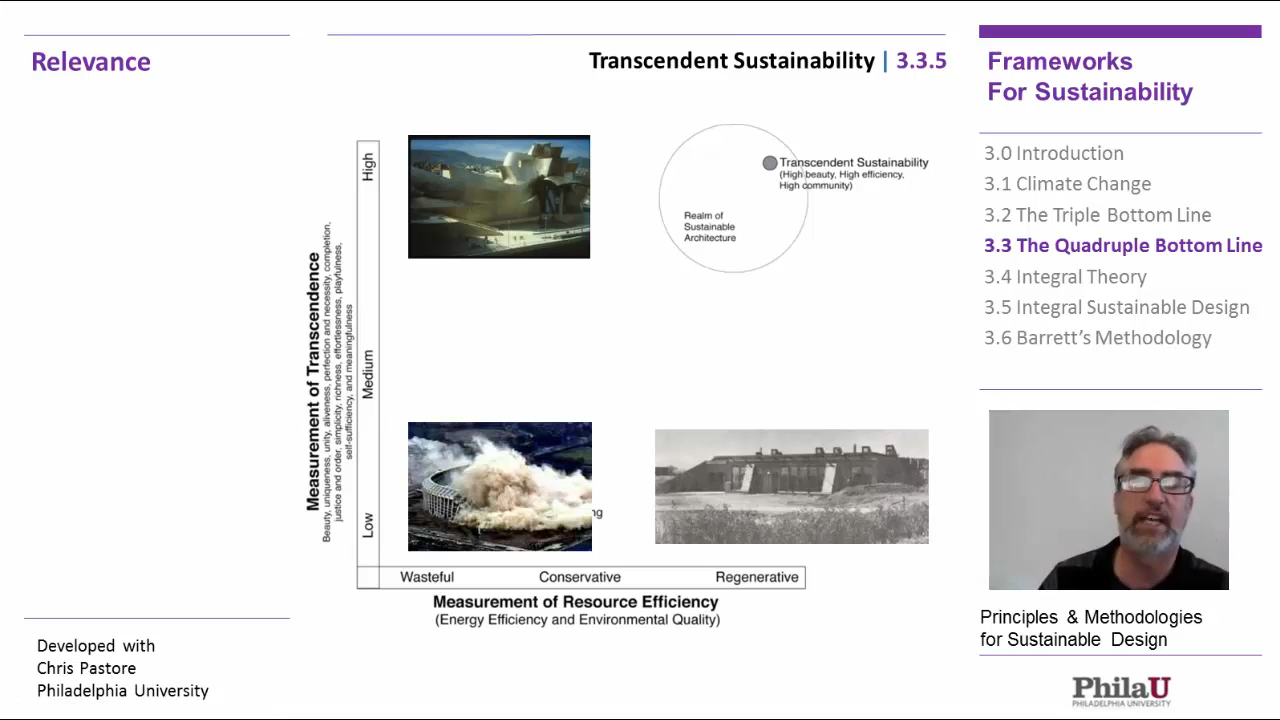 Relevance
Transcendent Sustainability | 3.3.5
Frameworks
For Sustainability
3.0 Introduction
3.1 Climate Change
3.2 The Triple Bottom Line
3.3 The Quadruple Bottom Line
3.4 Integral Theory
3.5 Integral Sustainable Design
3.6 Barrett's Methodology
Measurement of Transcendence
Beauty, uniqueness, unity, aliveness, perfection and necessity, completion,
justice and order, simplicity, richness, effortlessness, playfulness,
self-sufficiency, and meaningfulness
High
Medium
Low
Transcendent Sustainability
(High beauty, High efficiency,
High community)
Realm of
Sustainable
Architecture
ng
Wasteful
Conservative
Regenerative
Measurement of Resource Efficiency
(Energy Efficiency and Environmental Quality)
Developed with
Chris Pastore
Philadelphia University
Principles & Methodologies
for Sustainable Design
PhilaU
PHILADELPHIA UNIVERSITY